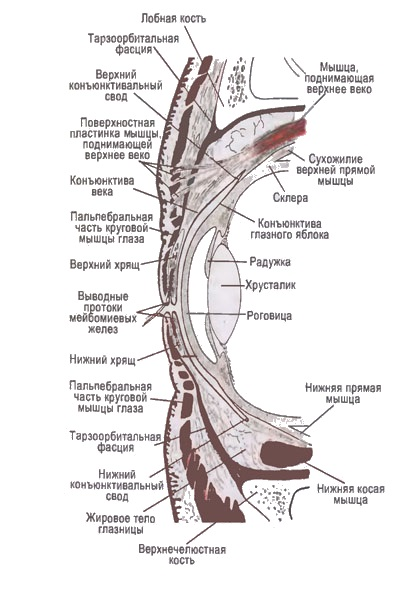 Лобная кость
Тарзоорбитальная
фасция
Верхний
конъюнктивальный
свод
Мышца,
поднимающая
верхнее веко
Поверхностная
пластинка мышцы,
поднимающей
верхнее веко
Сухожилие
верхней прямой
мышцы
Конъюнктива
века
Склера
Пальпебральная
часть круговой
мышцы глаза
Конъюнктива
глазного яблока
Верхний хрящ
Радужка
Хрусталик
Выводные
протоки
мейбомиевых
желез
Роговица
Нижний хрящ
Пальпебральная
часть круговой
мышцы глаза
Нижняя прямая
мышца
Тарзоорбитальная
фасция
Нижний
конъюнктивальный
свод
Нижняя косая
мышца
Жировое тело
глазницы
Верхнечелюстная
кость